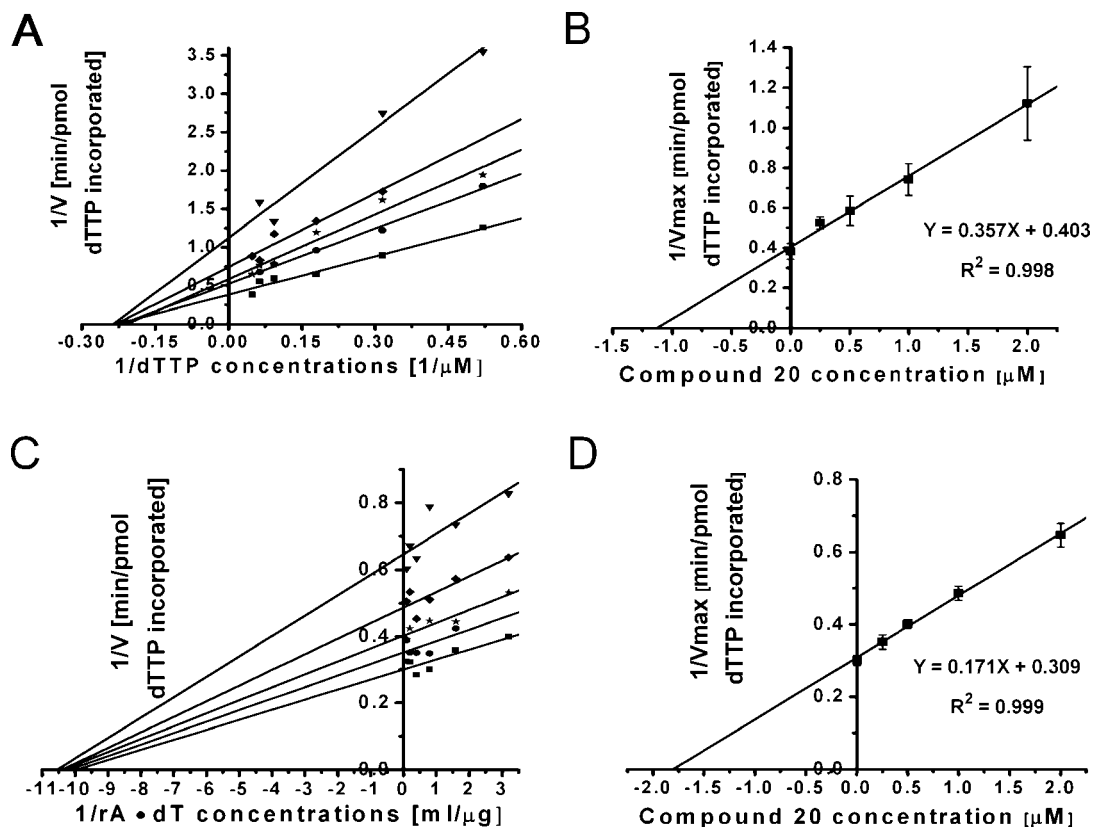 A
1/V [min/pmol
dTTP incorporated]
3.5
3.0
2.5
2.0
1.5
1.0
0.5
0.0
-0.30 -0.15 0.00 0.15 0.30 0.45 0.60
1/dTTP concentrations [1/μM]
B
1/Vmax [min/pmol
dTTP incorporated]
1.4
1.2
1.0
0.8
0.6
0.4
0.2
0.0
Y = 0.357X + 0.403
R² = 0.998
-1.5 -1.0 -0.5 0.0 0.5 1.0 1.5 2.0
Compound 20 concentration [μM]
C
1/V [min/pmol
dTTP incorporated]
0.8
0.6
0.4
0.2
0.0
-11 -10 -9 -8 -7 -6 -5 -4 -3 -2 -1 0 1 2 3
1/rA • dT concentrations [ml/μg]
D
1/Vmax [min/pmol
dTTP incorporated]
0.8
0.6
0.4
0.2
0.0
Y = 0.171X + 0.309
R² = 0.999
-2.0 -1.5 -1.0 -0.5 0.0 0.5 1.0 1.5 2.0
Compound 20 concentration [μM]